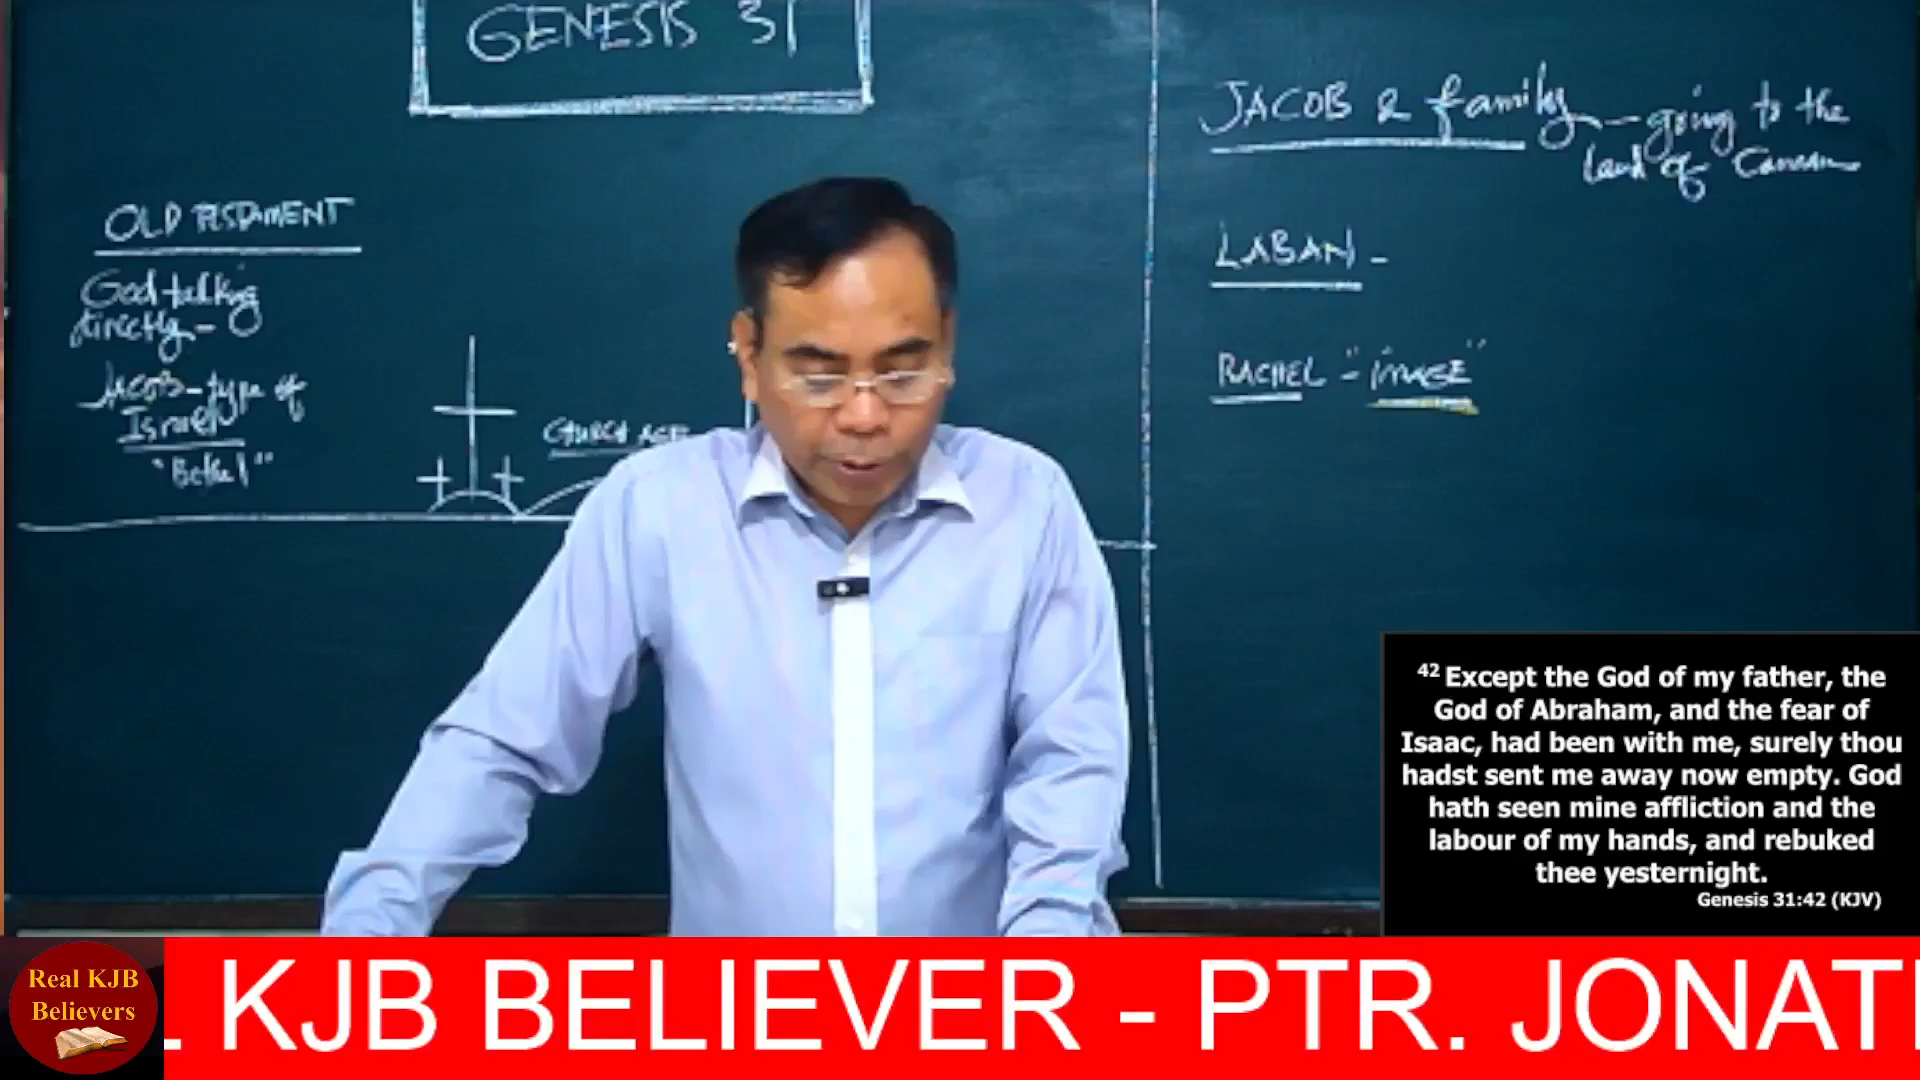 GENESIS 31
OLD TESTAMENT
God talking
directly -
Jacob - type of
Israel
"Bethel"
CHURCH AGE
JACOB & family - going to the
land of Canaan
LABAN -
RACHEL - "image"
42 Except the God of my father, the
God of Abraham, and the fear of
Isaac, had been with me, surely thou
hadst sent me away now empty. God
hath seen mine affliction and the
labour of my hands, and rebuked
thee yesternight.
Genesis 31:42 (KJV)
Real KJB
Believers
L KJB BELIEVER - PTR. JONAT